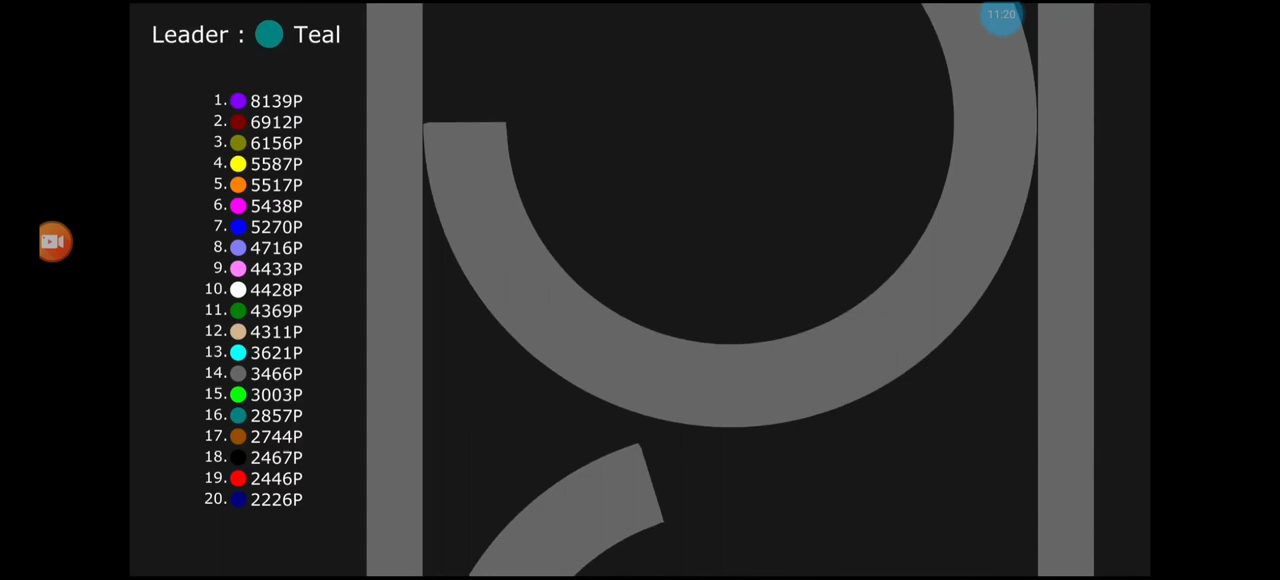 Leader : Teal
1. 8139P
2. 6912P
3. 6156P
4. 5587P
5. 5517P
6. 5438P
7. 5270P
8. 4716P
9. 4433P
10. 4428P
11. 4369P
12. 4311P
13. 3621P
14. 3466P
15. 3003P
16. 2857P
17. 2744P
18. 2467P
19. 2446P
20. 2226P
11:20